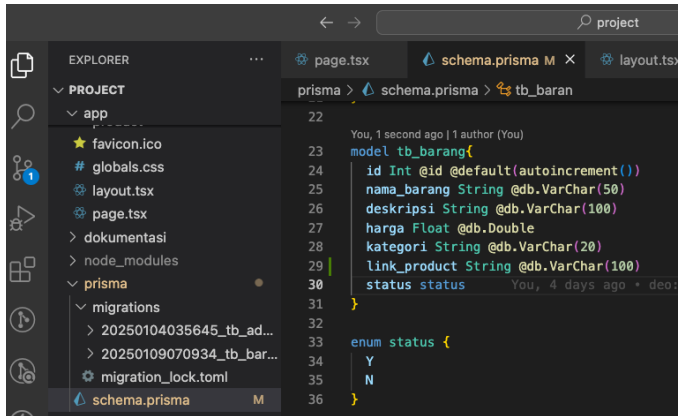 project
EXPLORER
page.tsx
schema.prisma M
layout.tsx
PROJECT
prisma > schema.prisma > tb_baran
app
favicon.ico
# globals.css
layout.tsx
page.tsx
dokumentasi
node_modules
prisma
migrations
20250104035645_tb_ad...
20250109070934_tb_bar...
migration_lock.toml
schema.prisma M
1
22
You, 1 second ago | 1 author (You)
23 model tb_barang{
24 id Int @id @default(autoincrement())
25 nama_barang String @db.VarChar(50)
26 deskripsi String @db.VarChar(100)
27 harga Float @db.Double
28 kategori String @db.VarChar(20)
29 link_product String @db.VarChar(100)
30 status status You, 4 days ago • deo:
31 }
32
33 enum status {
34 Y
35 N
36 }